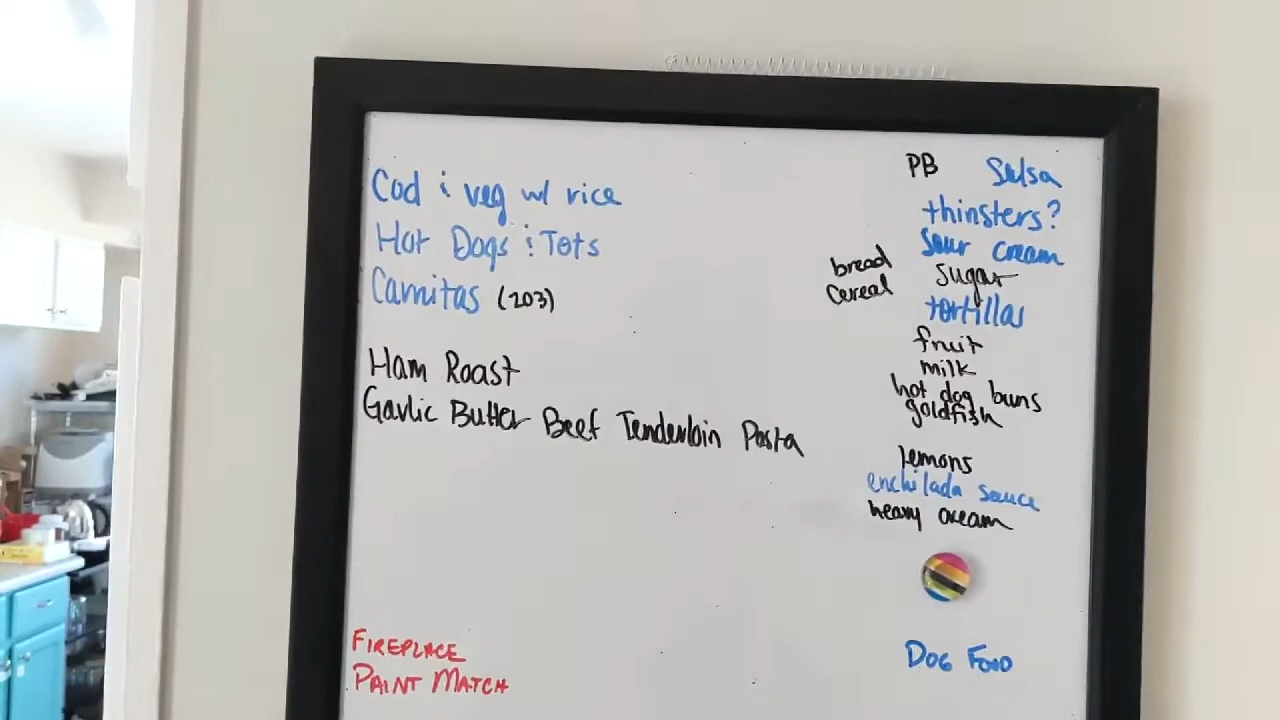 Cod & veg w/ rice
Hot Dogs & Tots
Carnitas (203)
Ham Roast
Garlic Butter Beef Tenderloin Pasta
FIREPLACE
PAINT MATCH
PB Salsa
thinsters?
Sour cream
bread
sugar
Cereal
tortillas
fruit
milk
hot dog buns
goldfish
lemons
enchilada sauce
heavy cream
DOG FOOD